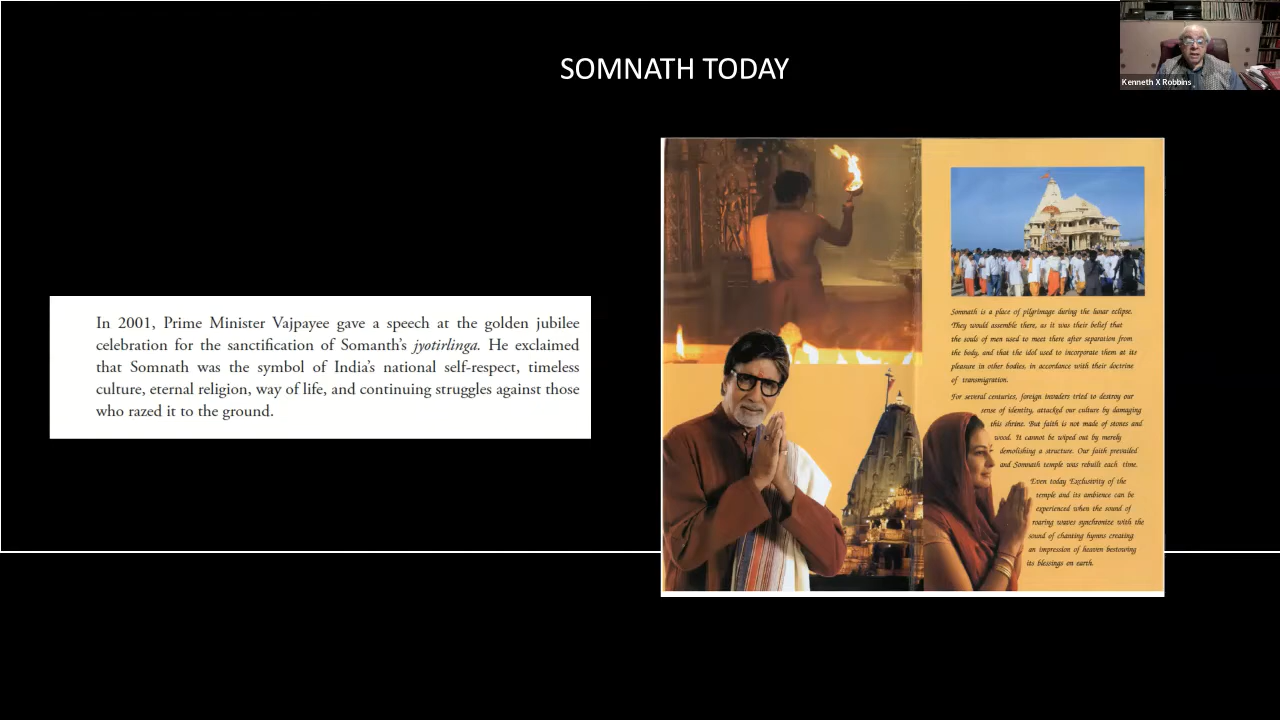 SOMNATH TODAY
Kenneth X Robbins
In 2001, Prime Minister Vajpayee gave a speech at the golden jubilee
celebration for the sanctification of Somanth's jyotirlinga. He exclaimed
that Somnath was the symbol of India's national self-respect, timeless
culture, eternal religion, way of life, and continuing struggles against those
who razed it to the ground.
Somnath is a place of pilgrimage during the lunar eclipse.
They would assemble there, as it was their belief that
the souls of men used to meet there after separation from
the body, and that the idol used to incorporate them at its
pleasure in other bodies, in accordance with their doctrine
of transmigration.
For several centuries, foreign invaders tried to destroy our
sense of identity, attacked our culture by damaging
this shrine. But faith is not made of stones and
wood. It cannot be wiped out by merely
demolishing a structure. Our faith prevailed
and Somnath temple was rebuilt each time.
Even today Exclusivity of the
temple and its ambience can be
experienced when the sound of
roaring waves synchronize with the
sound of chanting hymns creating
an impression of heaven bestowing
its blessings on earth.